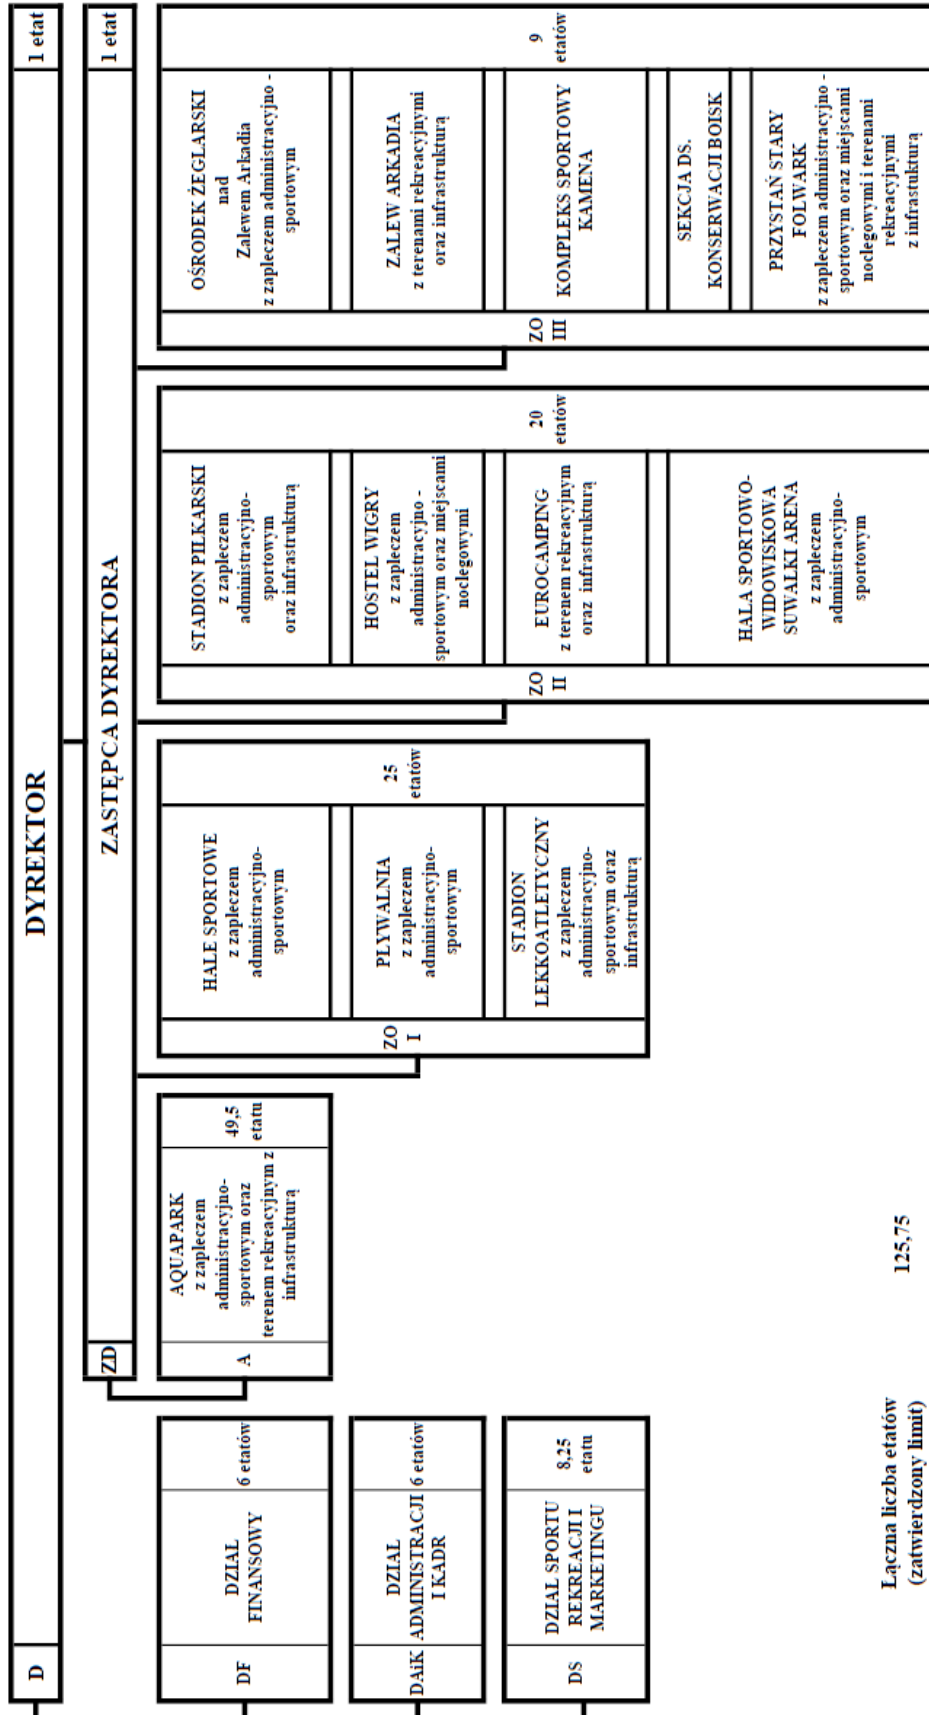 D
DYREKTOR
1 etat
ZD
ZASTĘPCA DYREKTORA
1 etat
DF
DZIAŁ
FINANSOWY
6 etatów
DAiK
DZIAŁ
ADMINISTRACJI
I KADR
6 etatów
DS
DZIAŁ SPORTU
REKREACJI I
MARKETINGU
8,25
etatu
A
AQUAPARK
z zapleczem
administracyjno-
sportowym oraz
terenem rekreacyjnym z
infrastrukturą
49,5
etatu
ZO
I
HALE SPORTOWE
z zapleczem
administracyjno-
sportowym
PŁYWALNIA
z zapleczem
administracyjno-
sportowym
STADION
LEKKOATLETYCZNY
z zapleczem
administracyjno-
sportowym oraz
infrastrukturą
25
etatów
ZO
II
STADION PIŁKARSKI
z zapleczem
administracyjno-
sportowym
oraz infrastrukturą
HOSTEL WIGRY
z zapleczem
administracyjno -
sportowym oraz miejscami
noclegowymi
EUROCAMPING
z terenem rekreacyjnym
oraz infrastrukturą
HALA SPORTOWO-
WIDOWISKOWA
SUWAŁKI ARENA
z zapleczem
administracyjno-
sportowym
20
etatów
ZO
III
OŚRODEK ŻEGLARSKI
nad
Zalewem Arkadia
z zapleczem administracyjno -
sportowym
ZALEW ARKADIA
z terenami rekreacyjnymi
oraz infrastrukturą
KOMPLEKS SPORTOWY
KAMENA
SEKCJA DS.
KONSERWACJI BOISK
PRZYSTAŃ STARY
FOLWARK
z zapleczem administracyjno -
sportowym oraz miejscami
noclegowymi i terenami
rekreacyjnymi
z infrastukturą
9
etatów
Łączna liczba etatów
(zatwierdzony limit)
125,75